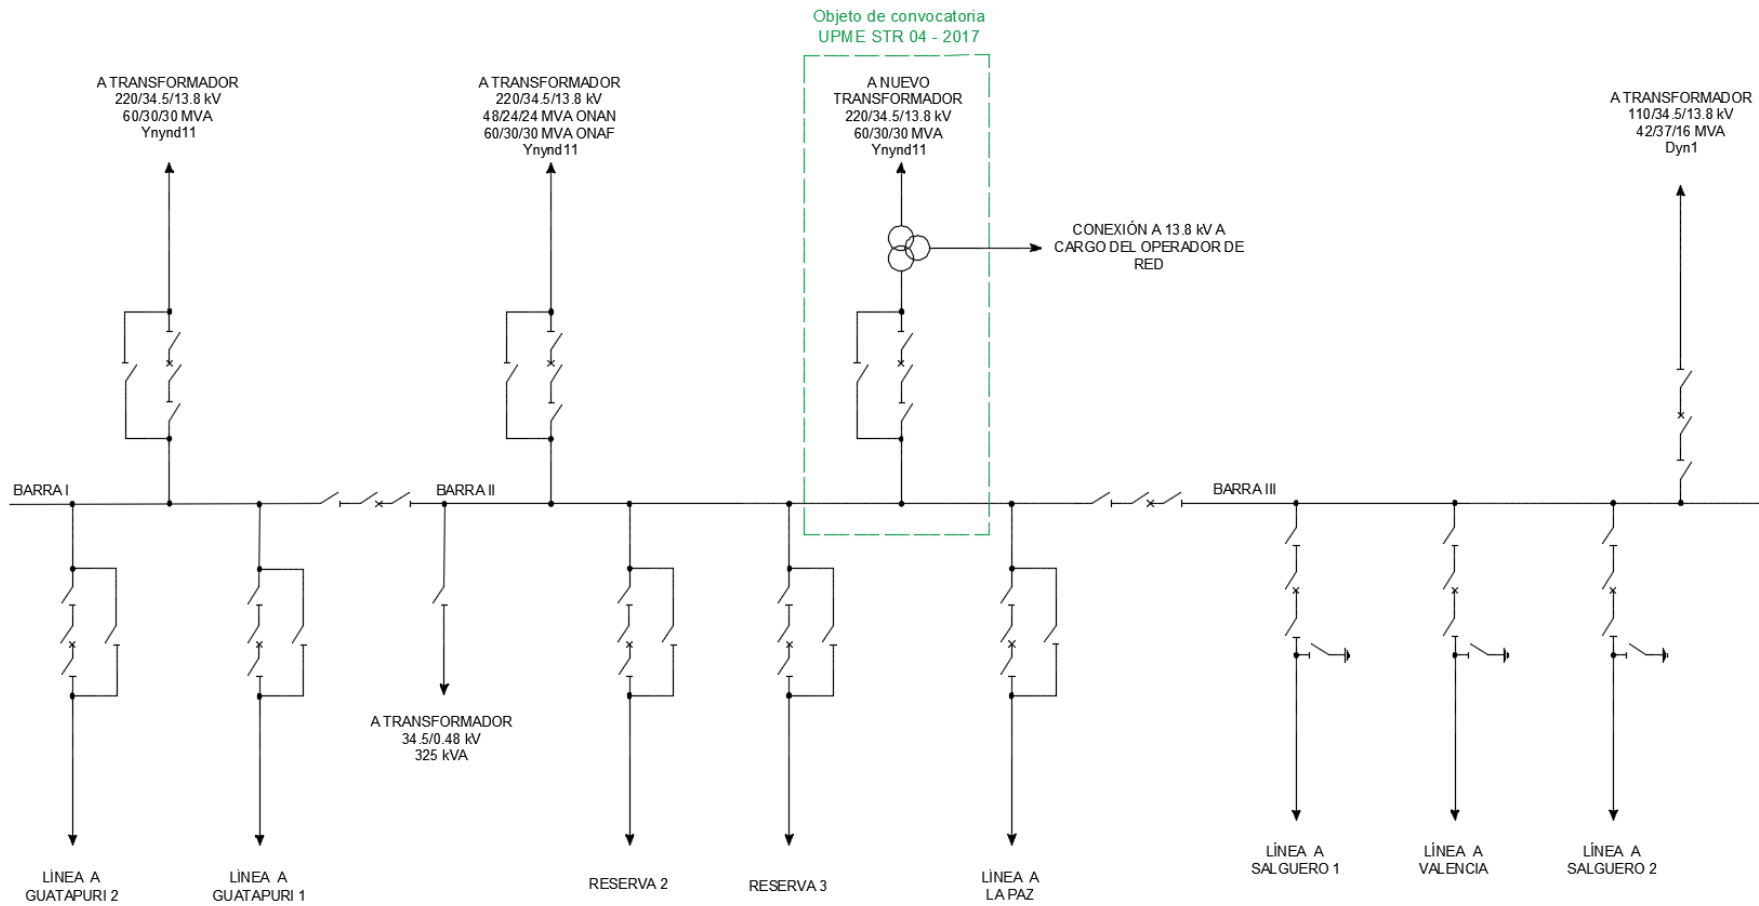 Objeto de convocatoria
UPME STR 04 - 2017
A TRANSFORMADOR
220/34.5/13.8 kV
60/30/30 MVA
Ynynd11
A TRANSFORMADOR
220/34.5/13.8 kV
48/24/24 MVA ONAN
60/30/30 MVA ONAF
Ynynd11
A NUEVO
TRANSFORMADOR
220/34.5/13.8 kV
60/30/30 MVA
Ynynd11
A TRANSFORMADOR
110/34.5/13.8 kV
42/37/16 MVA
Dyn1
CONEXIÓN A 13.8 kV A
CARGO DEL OPERADOR DE
RED
BARRA I
BARRA II
BARRA III
A TRANSFORMADOR
34.5/0.48 kV
325 kVA
LÍNEA A
GUATAPURI 2
LÍNEA A
GUATAPURI 1
RESERVA 2
RESERVA 3
LÍNEA A
LA PAZ
LÍNEA A
SALGUERO 1
LÍNEA A
VALENCIA
LÍNEA A
SALGUERO 2